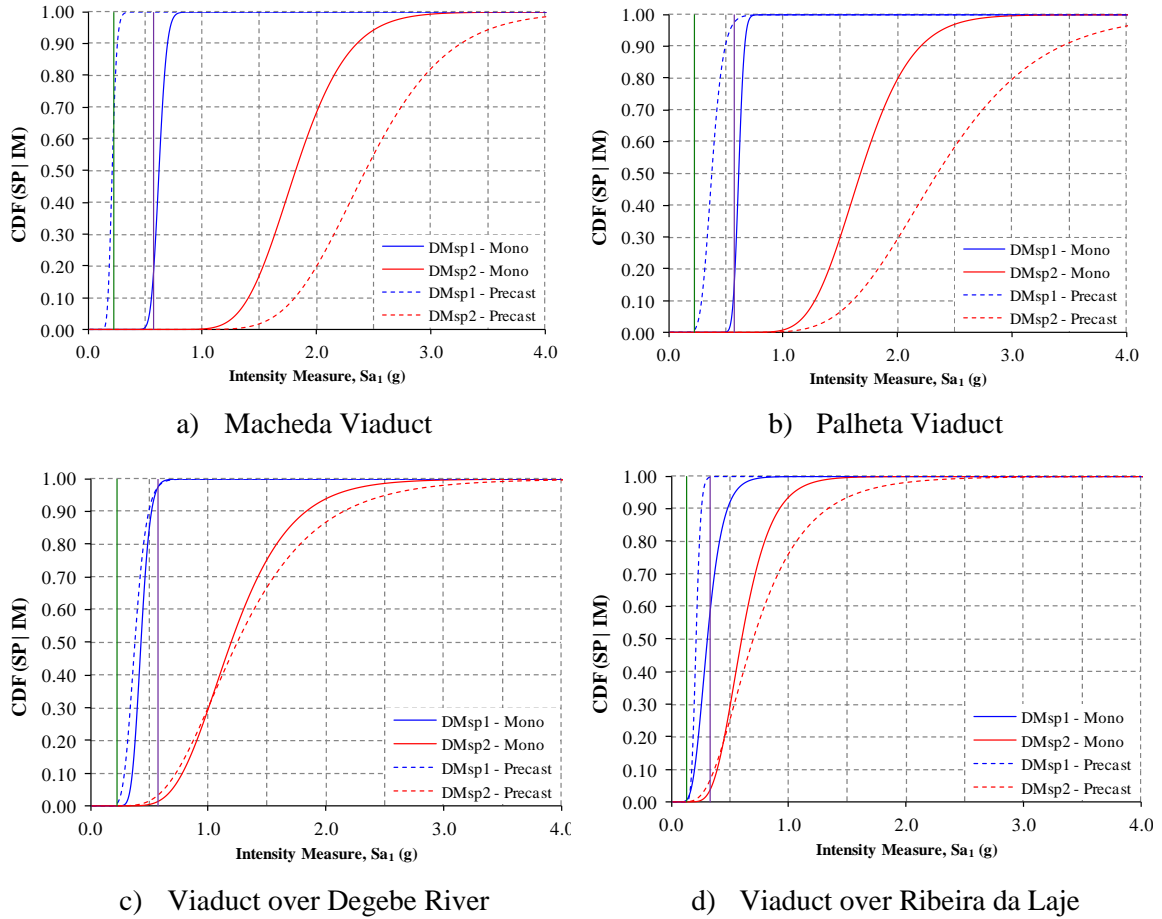 1.00
0.90
0.80
0.70
0.60
0.50
0.40
0.30
0.20
0.10
0.00
CDF (SP | IM)
0.0 1.0 2.0 3.0 4.0
Intensity Measure, Sa1 (g)
DMsp1 - Mono
DMsp2 - Mono
DMsp1 - Precast
DMsp2 - Precast
a) Macheda Viaduct
1.00
0.90
0.80
0.70
0.60
0.50
0.40
0.30
0.20
0.10
0.00
CDF (SP | IM)
0.0 1.0 2.0 3.0 4.0
Intensity Measure, Sa1 (g)
DMsp1 - Mono
DMsp2 - Mono
DMsp1 - Precast
DMsp2 - Precast
b) Palheta Viaduct
1.00
0.90
0.80
0.70
0.60
0.50
0.40
0.30
0.20
0.10
0.00
CDF (SP | IM)
0.0 1.0 2.0 3.0 4.(
Intensity Measure, Sa1 (g)
DMsp1 - Mono
DMsp2 - Mono
DMsp1 - Precast
DMsp2 - Precast
c) Viaduct over Degebe River
1.00
0.90
0.80
0.70
0.60
0.50
0.40
0.30
0.20
0.10
0.00
CDF (SP | IM)
0.0 1.0 2.0 3.0 4.0
Intensity Measure, Sa1 (g)
DMsp1 - Mono
DMsp2 - Mono
DMsp1 - Precast
DMsp2 - Precast
d) Viaduct over Ribeira da Laje